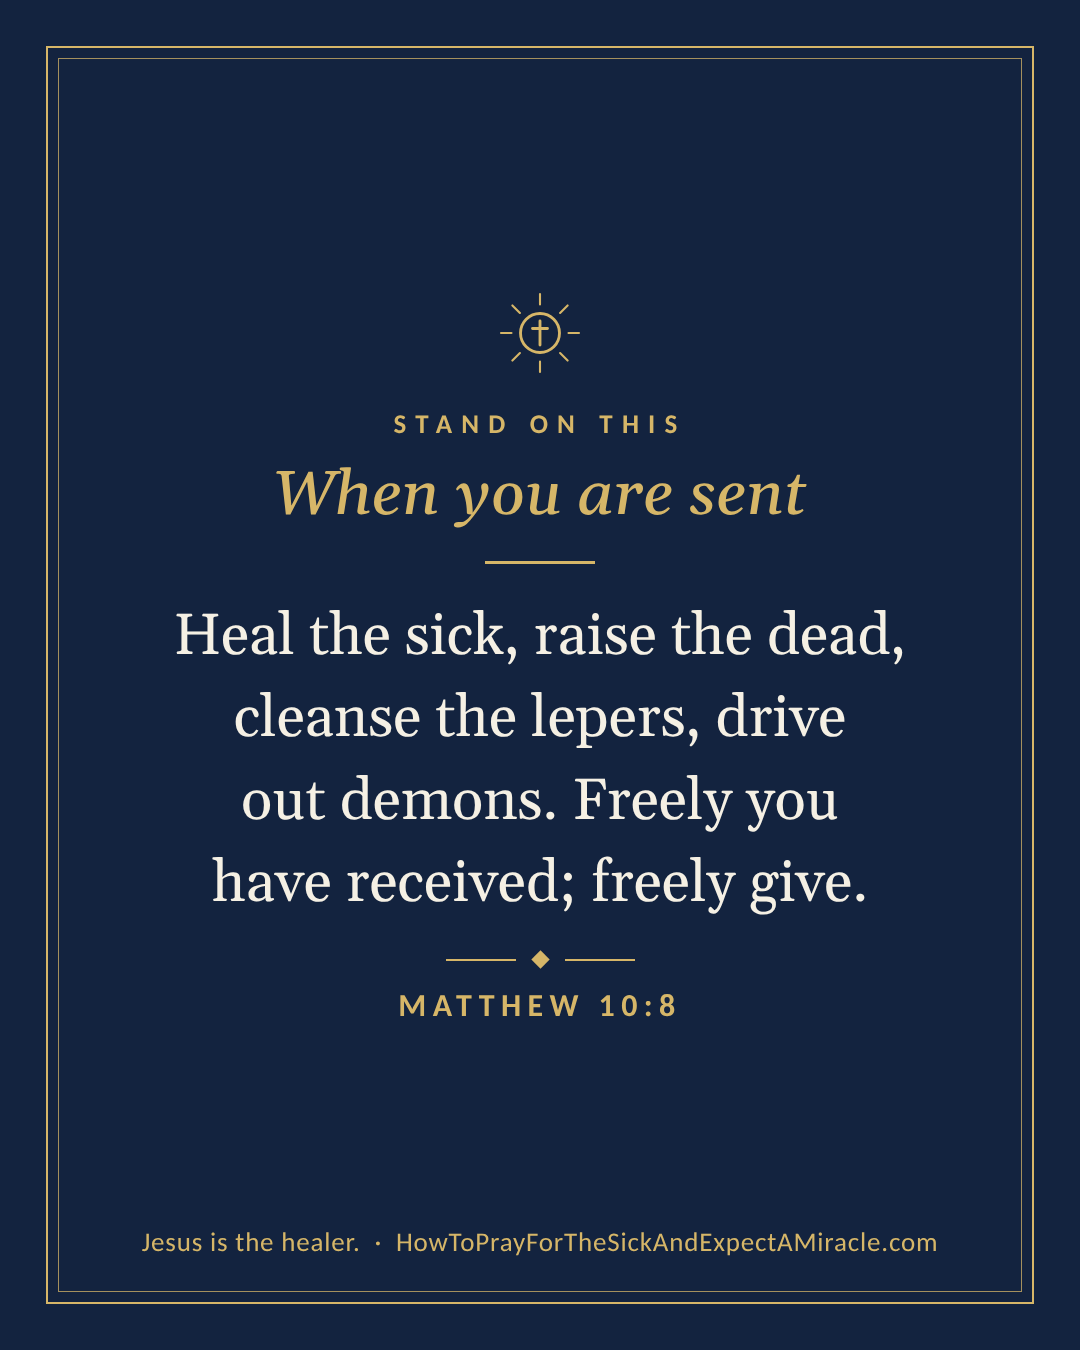 STAND ON THIS
When you are sent
Heal the sick, raise the dead,
cleanse the lepers, drive
out demons. Freely you
have received; freely give.
MATTHEW 10:8
Jesus is the healer. · HowToPrayForTheSickAndExpectAMiracle.com